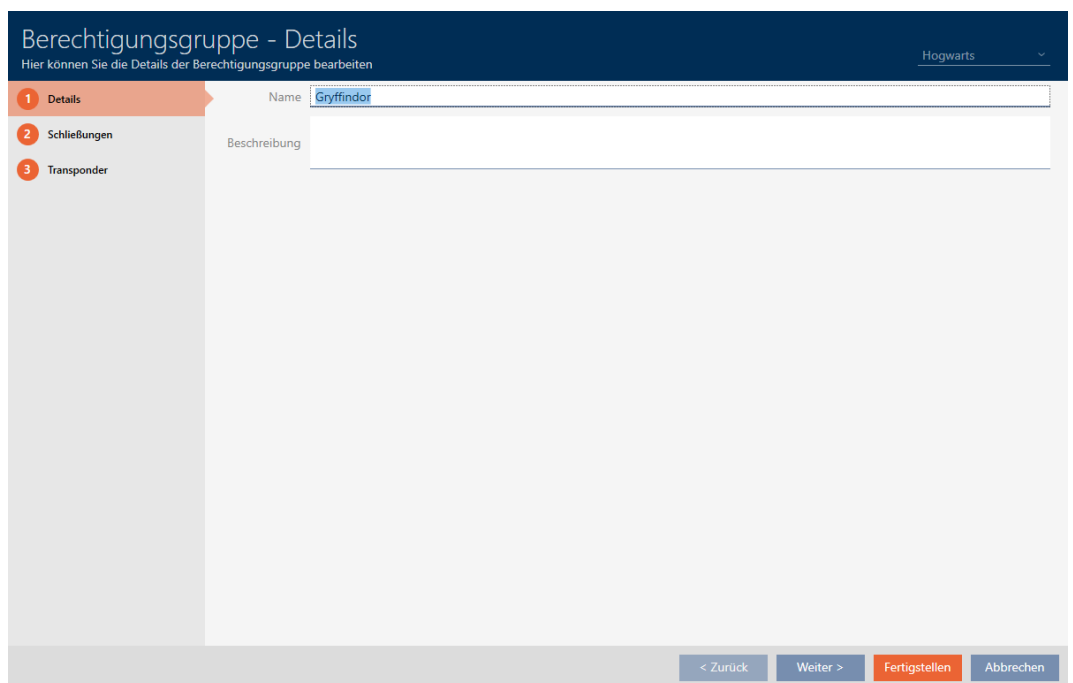 Berechtigungsgruppe - Details
Hier können Sie die Details der Berechtigungsgruppe bearbeiten
Hogwarts
1 Details
2 Schließungen
3 Transponder
Name Gryffindor
Beschreibung
< Zurück Weiter > Fertigstellen Abbrechen